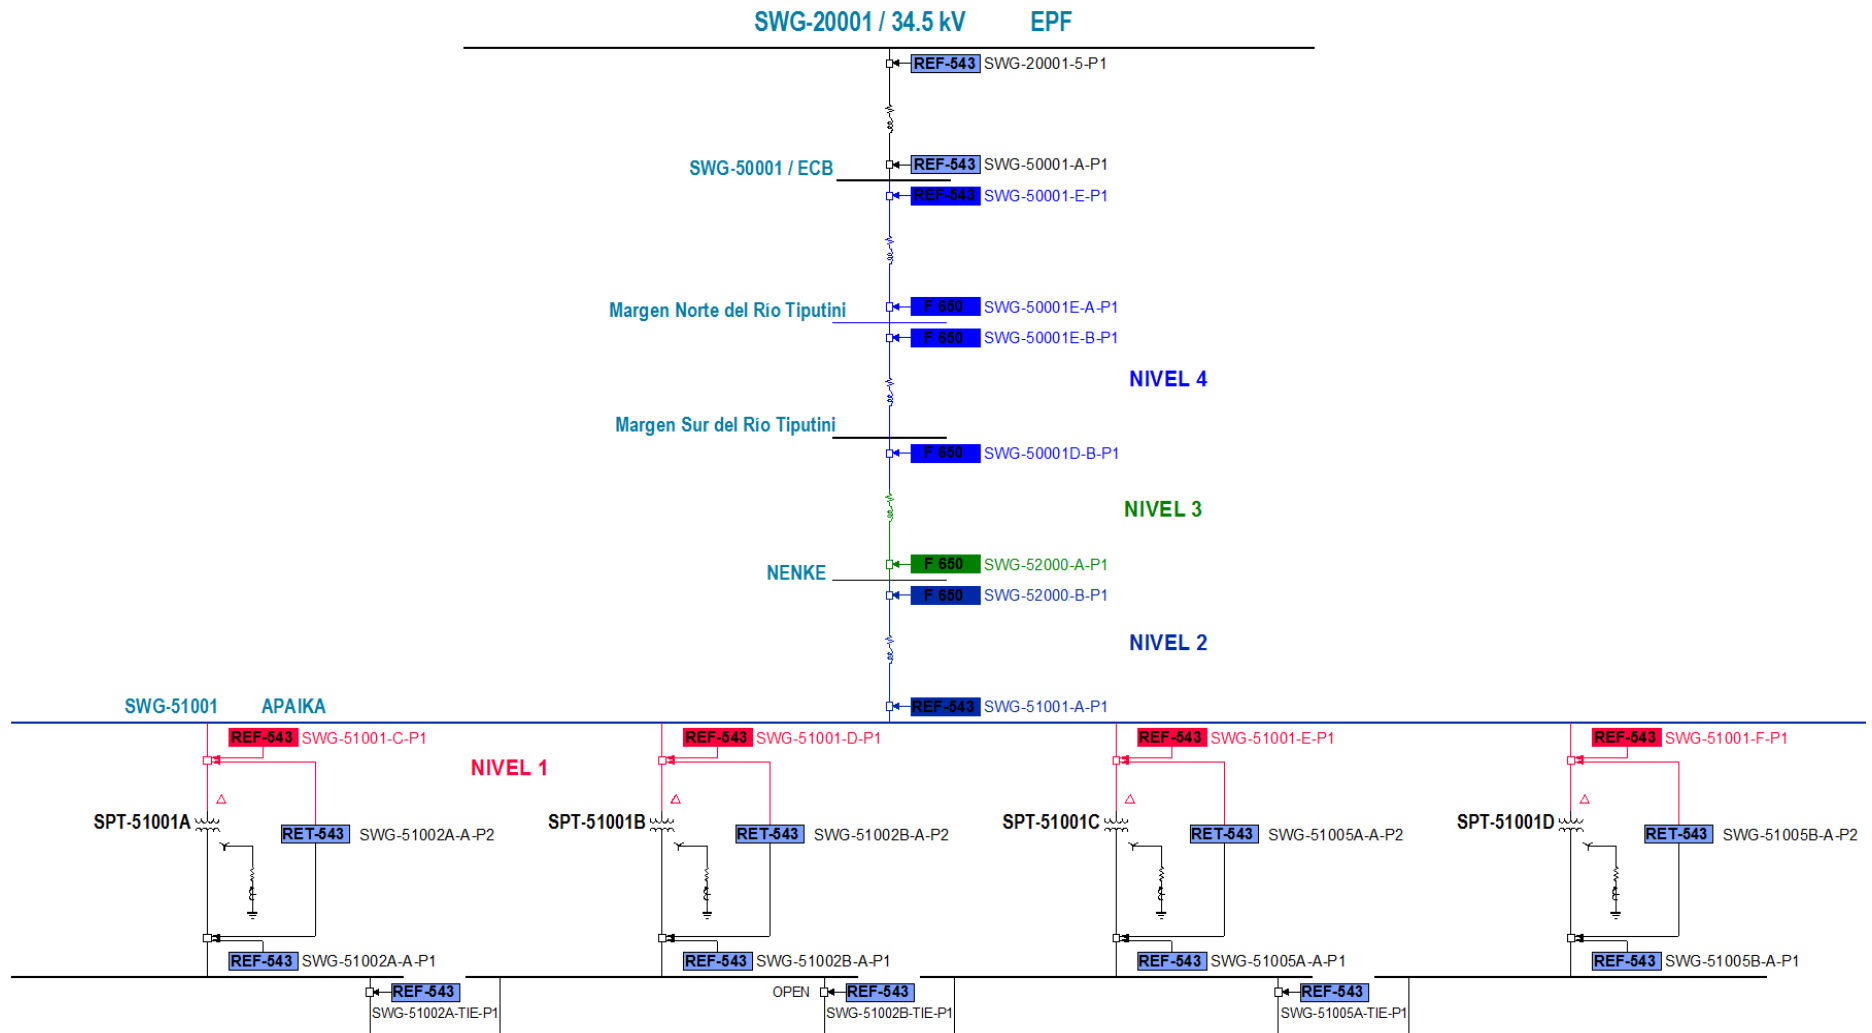 SWG-20001 / 34.5 kV EPF
REF-543 SWG-20001-5-P1
REF-543 SWG-50001-A-P1
SWG-50001 / ECB
REF-543 SWG-50001-E-P1
F 650 SWG-50001E-A-P1
Margen Norte del Río Tiputini
F 650 SWG-50001E-B-P1
NIVEL 4
Margen Sur del Río Tiputini
F 650 SWG-50001D-B-P1
NIVEL 3
F 650 SWG-52000-A-P1
NENKE
F 650 SWG-52000-B-P1
NIVEL 2
SWG-51001 APAIKA
REF-543 SWG-51001-A-P1
REF-543 SWG-51001-C-P1
REF-543 SWG-51001-D-P1
REF-543 SWG-51001-E-P1
REF-543 SWG-51001-F-P1
NIVEL 1
SPT-51001A
RET-543 SWG-51002A-A-P2
SPT-51001B
RET-543 SWG-51002B-A-P2
SPT-51001C
RET-543 SWG-51005A-A-P2
SPT-51001D
RET-543 SWG-51005B-A-P2
REF-543 SWG-51002A-A-P1
REF-543 SWG-51002B-A-P1
REF-543 SWG-51005A-A-P1
REF-543 SWG-51005B-A-P1
REF-543
SWG-51002A-TIE-P1
OPEN REF-543
SWG-51002B-TIE-P1
REF-543
SWG-51005A-TIE-P1